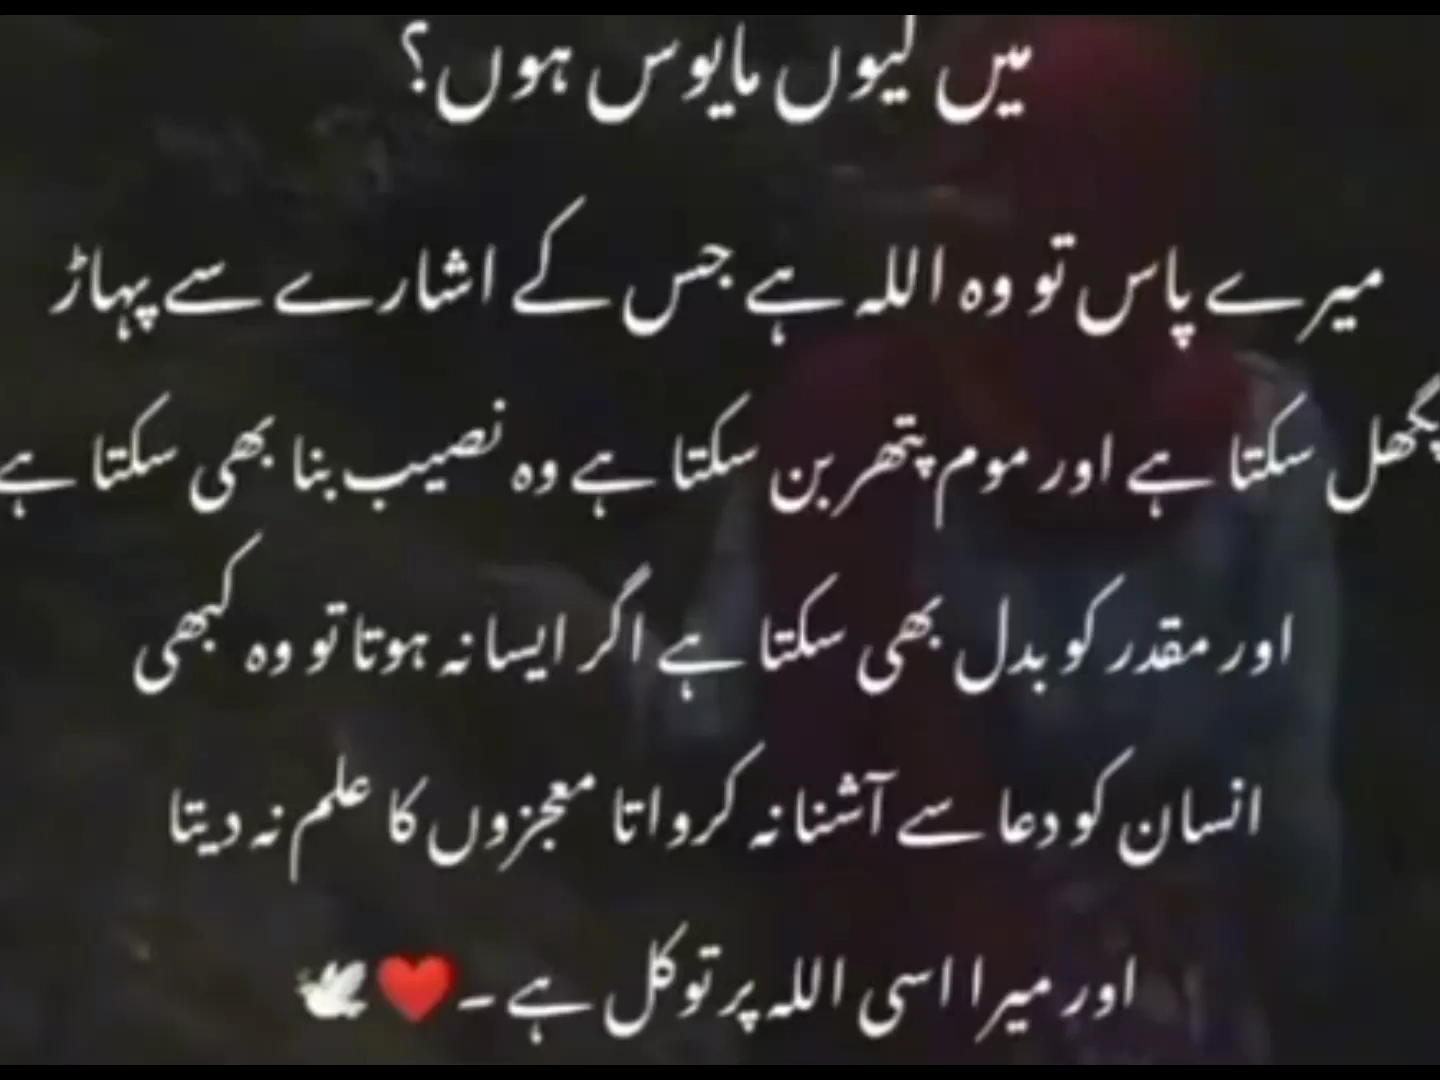 میں کیوں مایوس ہوں؟
میرے پاس تو وہ اللہ ہے جس کے اشارے سے پہاڑ
پگھل سکتا ہے اور موم پتھر بن سکتا ہے وہ نصیب بنا بھی سکتا ہے
اور مقدر کو بدل بھی سکتا ہے اگر ایسا نہ ہوتا تو وہ کبھی
انسان کو دعا سے آشنا نہ کرواتا معجزوں کا علم نہ دیتا
اور میرا اسی اللہ پر توکل ہے۔❤️🕊️